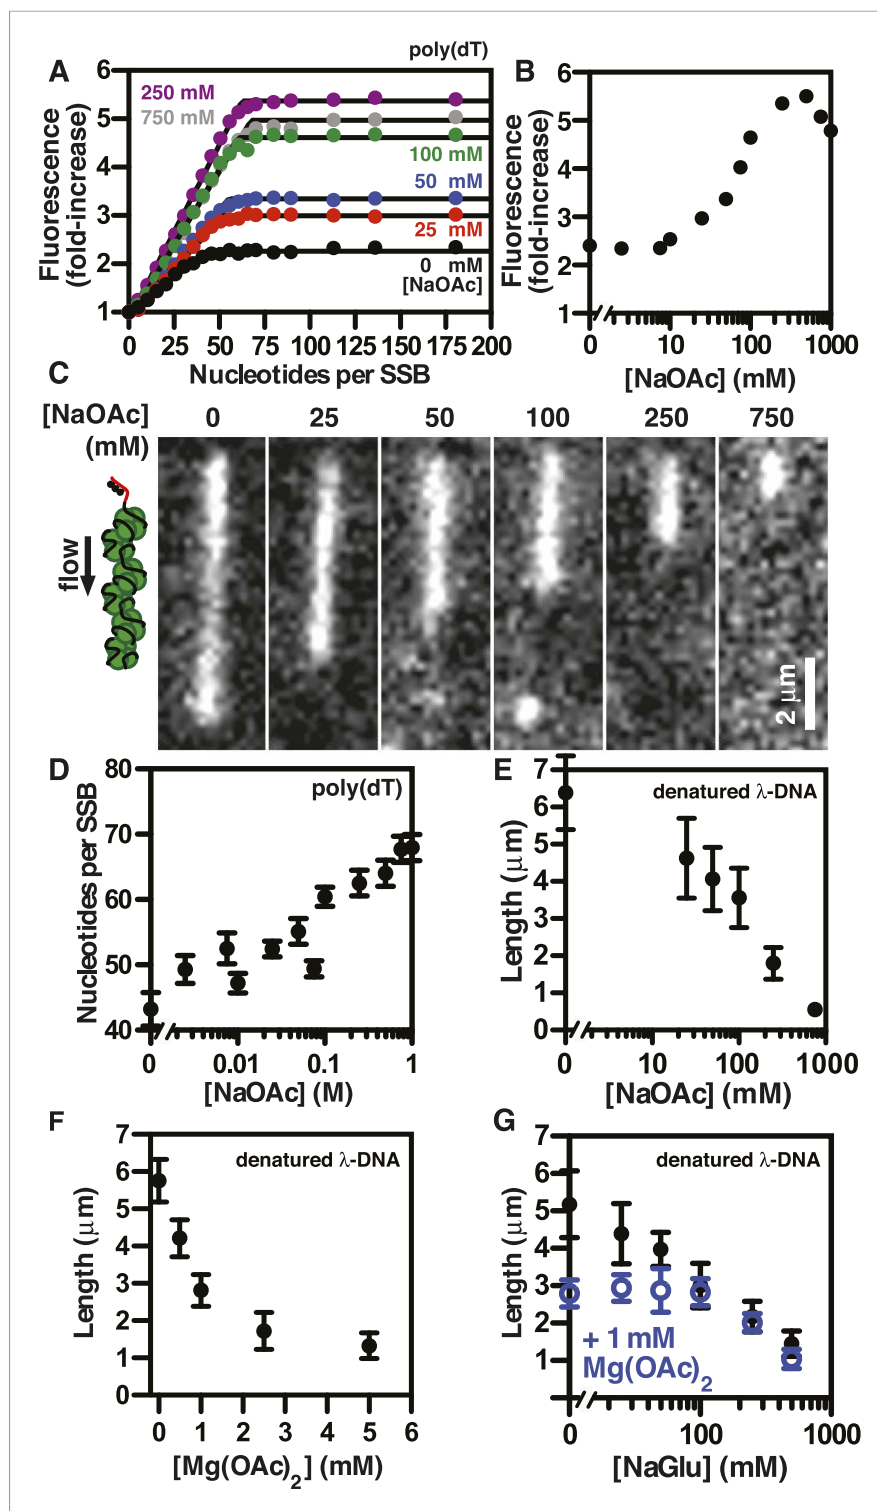 A
poly(dT)
Fluorescence
(fold-increase)
6
5
4
3
2
1
250 mM
750 mM
100 mM
50 mM
25 mM
0 mM
[NaOAc]
0 25 50 75 100 125 150 175 200
Nucleotides per SSB
B
Fluorescence
(fold-increase)
6
5
4
3
2
1
0 10 100 1000
[NaOAc] (mM)
C
[NaOAc]
(mM)
0 25 50 100 250 750
flow
2 μm
D
Nucleotides per SSB
poly(dT)
80
70
60
50
40
0 0.01 0.1 1
[NaOAc] (M)
E
Length (μm)
denatured λ-DNA
7
6
5
4
3
2
1
0
0 10 100 1000
[NaOAc] (mM)
F
Length (μm)
denatured λ-DNA
7
6
5
4
3
2
1
0
0 1 2 3 4 5 6
[Mg(OAc)₂] (mM)
G
Length (μm)
denatured λ-DNA
7
6
5
4
3
2
1
+ 1 mM
Mg(OAc)₂
0 100 1000
[NaGlu] (mM)